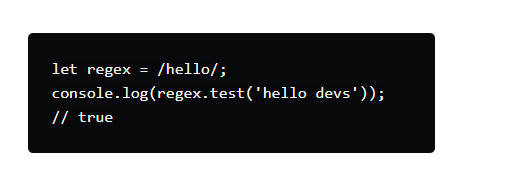 let regex = /hello/;
console.log(regex.test('hello devs'));
// true